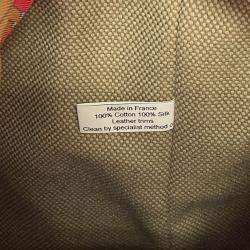 Made in France
100% Cotton 100% Silk
Leather trims
Clean by specialist method